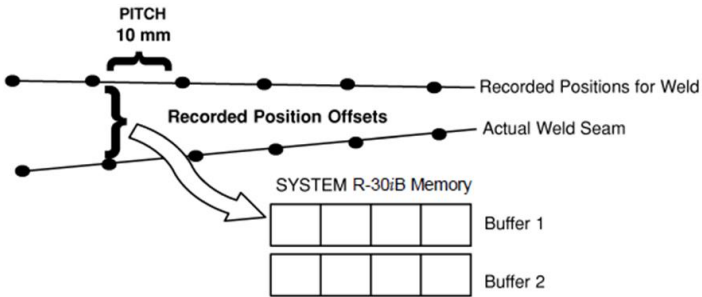 PITCH
10 mm
Recorded Positions for Weld
Recorded Position Offsets
Actual Weld Seam
SYSTEM R-30iB Memory
Buffer 1
Buffer 2